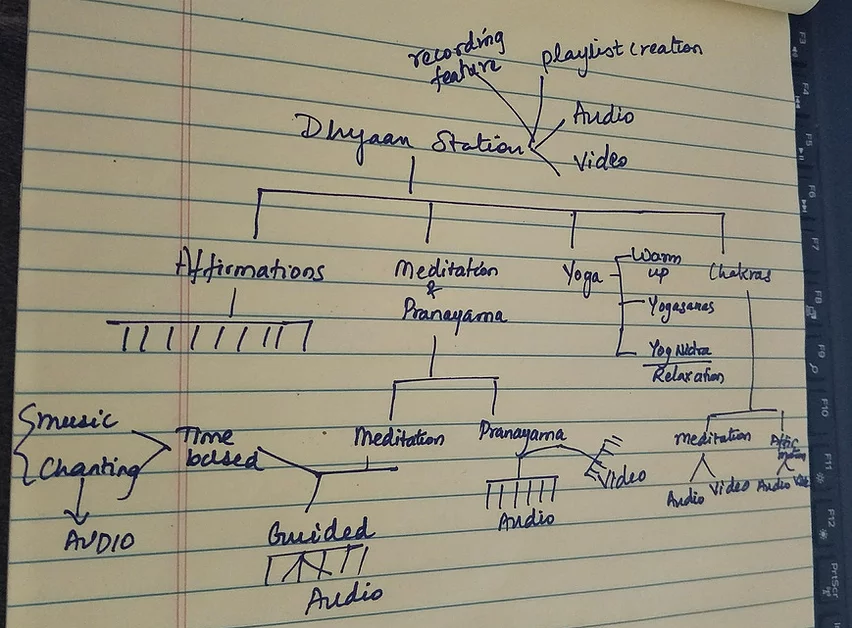 recording
feature
playlist creation
Dhyaan Station
Audio
Video
Affirmations
Meditation
&
Pranayama
Yoga
Warm
up
Yogasanas
Yog Nidra
Relaxation
Chakras
music
Chanting
AUDIO
Time
based
Meditation
Guided
Audio
Pranayama
Audio
Video
meditation
Audio Video
Audio
F3
F4
F5
F6
F7
F8
F9
F10
F11
F12
PrtScr